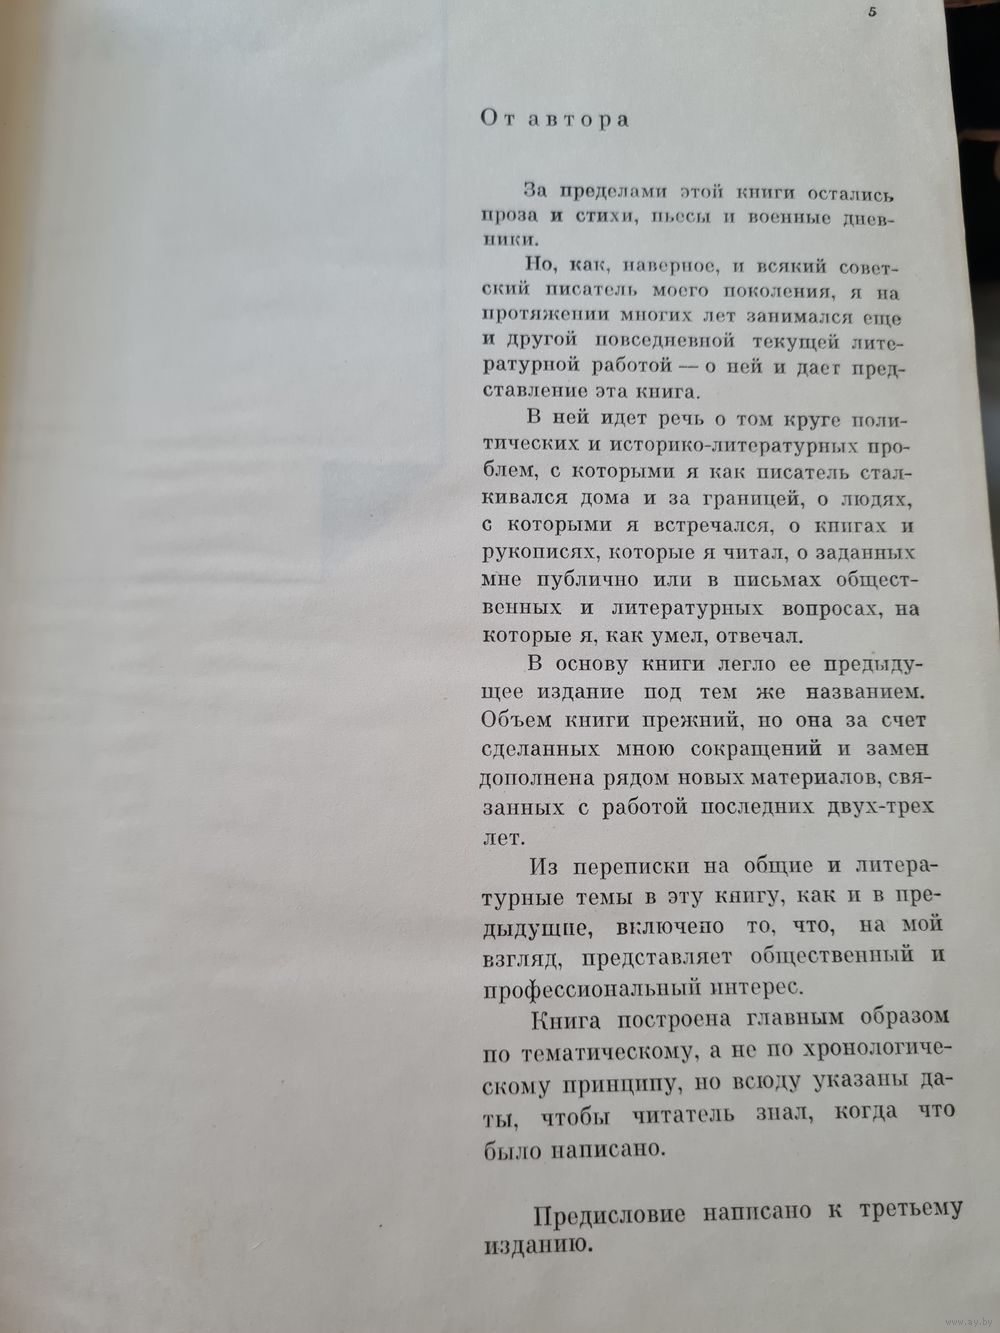 5
От автора
За пределами этой книги остались
проза и стихи, пьесы и военные днев-
ники.
Но, как, наверное, и всякий совет-
ский писатель моего поколения, я на
протяжении многих лет занимался еще
и другой повседневной текущей лите-
ратурной работой — о ней и дает пред-
ставление эта книга.
В ней идет речь о том круге поли-
тических и историко-литературных про-
блем, с которыми я как писатель стал-
кивался дома и за границей, о людях,
с которыми я встречался, о книгах и
рукописях, которые я читал, о заданных
мне публично или в письмах общест-
венных и литературных вопросах, на
которые я, как умел, отвечал.
В основу книги легло ее предыду-
щее издание под тем же названием.
Объем книги прежний, но она за счет
сделанных мною сокращений и замен
дополнена рядом новых материалов, свя-
занных с работой последних двух-трех
лет.
Из переписки на общие и литера-
турные темы в эту книгу, как и в пре-
дыдущие, включено то, что, на мой
взгляд, представляет общественный и
профессиональный интерес.
Книга построена главным образом
по тематическому, а не по хронологиче-
скому принципу, но всюду указаны да-
ты, чтобы читатель знал, когда что
было написано.
Предисловие написано к третьему
изданию.
www.ay.by